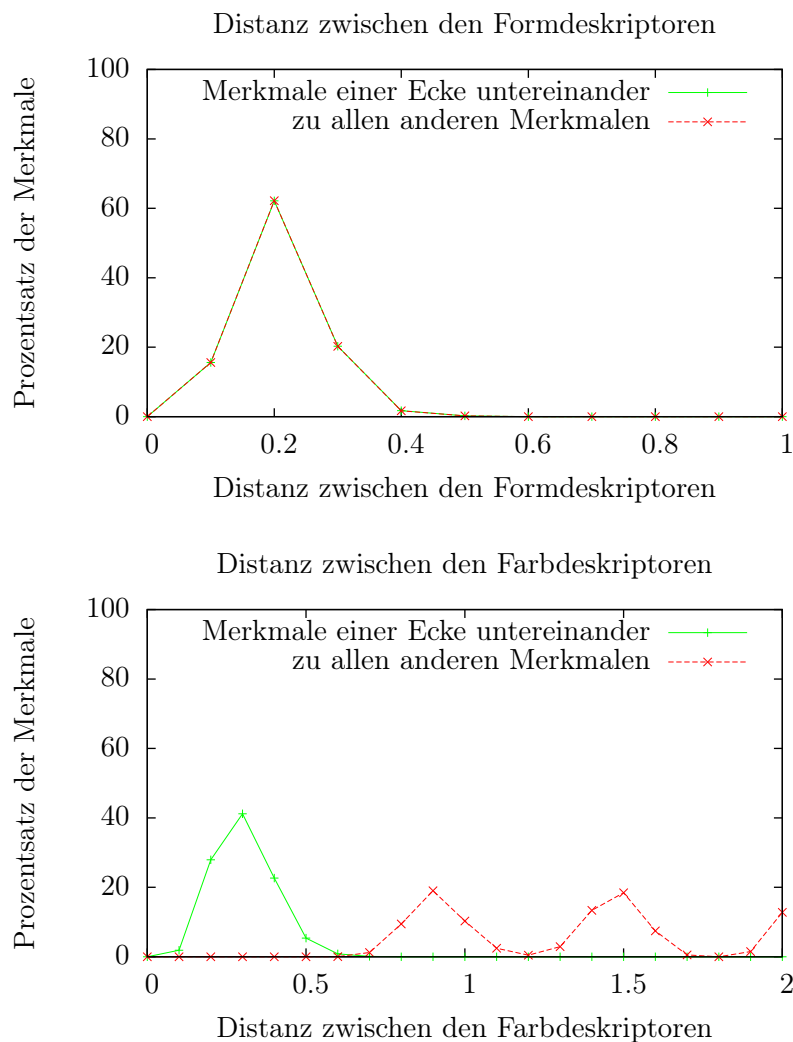 Distanz zwischen den Formdeskriptoren
100
80
60
40
20
0
Prozentsatz der Merkmale
Merkmale einer Ecke untereinander
zu allen anderen Merkmalen
0 0.2 0.4 0.6 0.8 1
Distanz zwischen den Formdeskriptoren
Distanz zwischen den Farbdeskriptoren
100
80
60
40
20
0
Prozentsatz der Merkmale
Merkmale einer Ecke untereinander
zu allen anderen Merkmalen
0 0.5 1 1.5 2
Distanz zwischen den Farbdeskriptoren